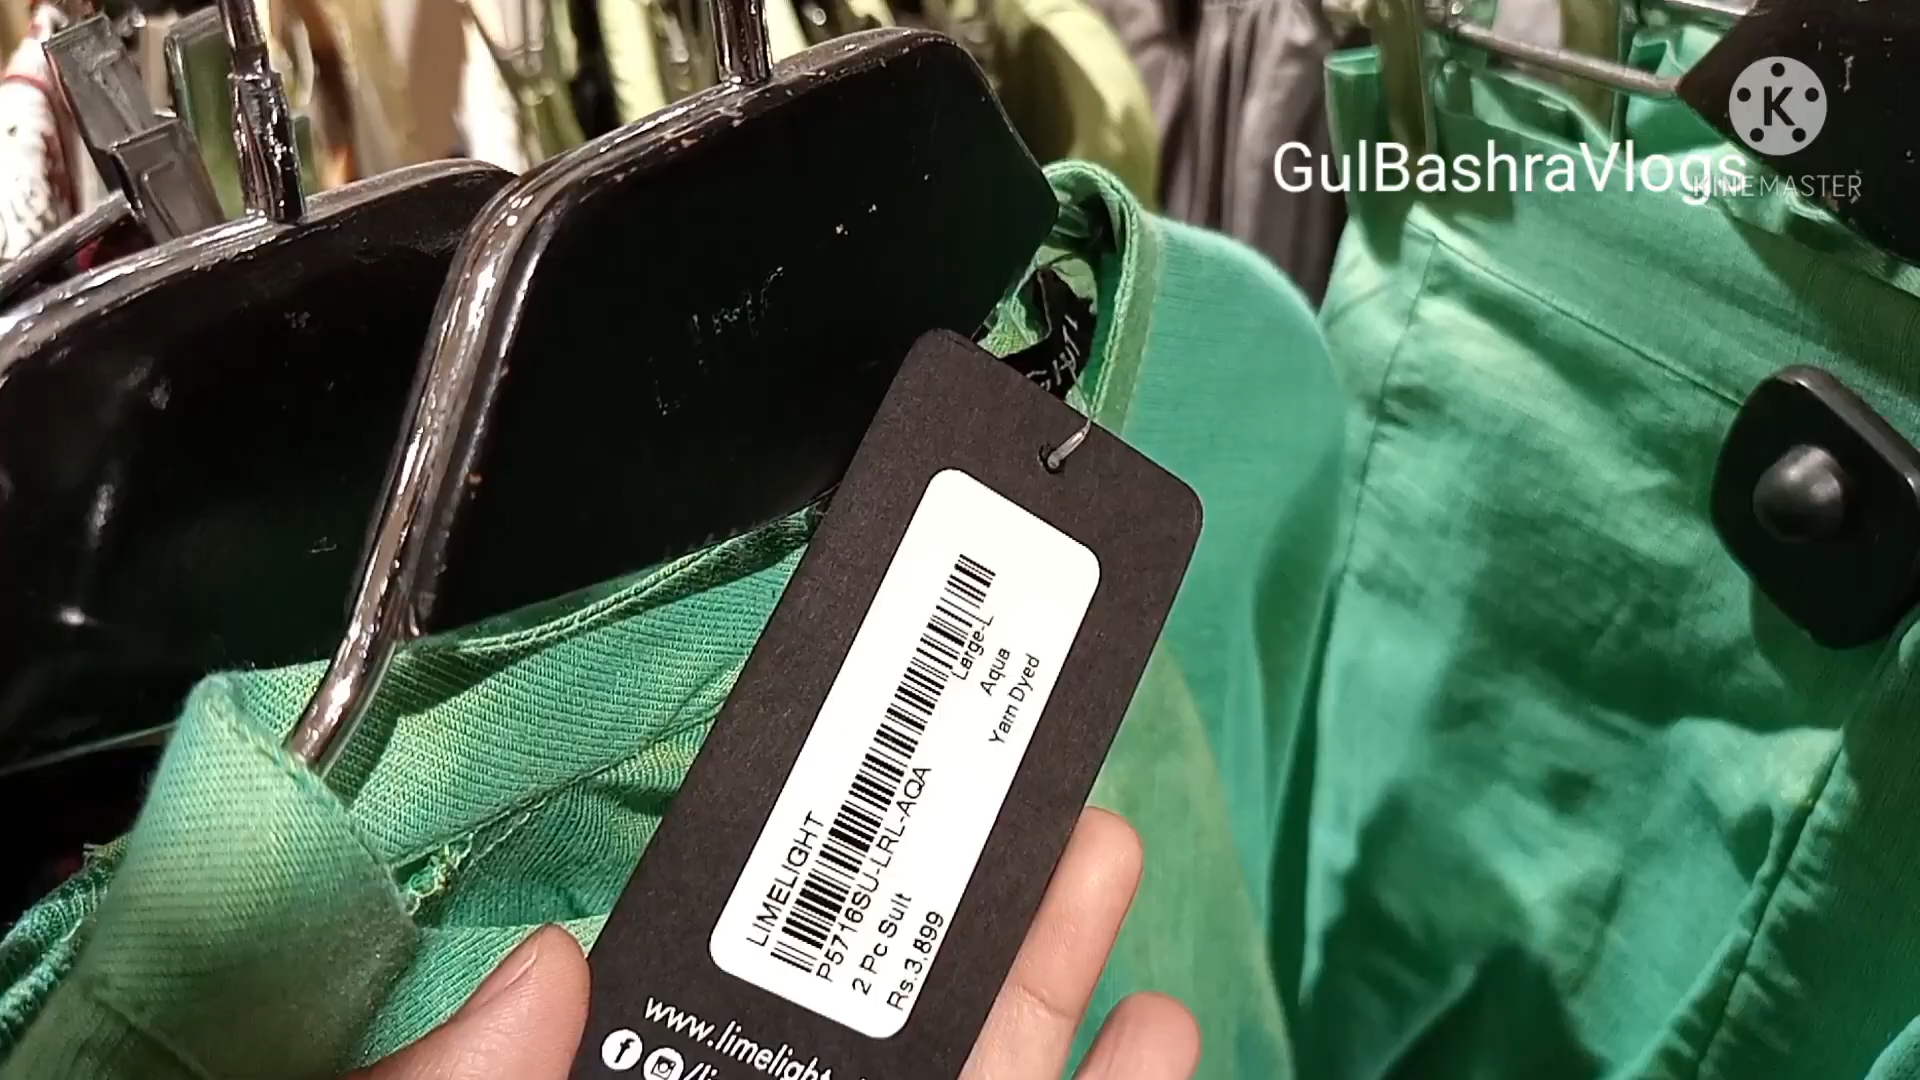 GulBashraVlogs
K
KINEMASTER
LIMELIGHT
P5716SU-LRL-AQA
2 Pc Suit
Rs.3,899
Large-L
Aqua
Yarn Dyed
www.limelight